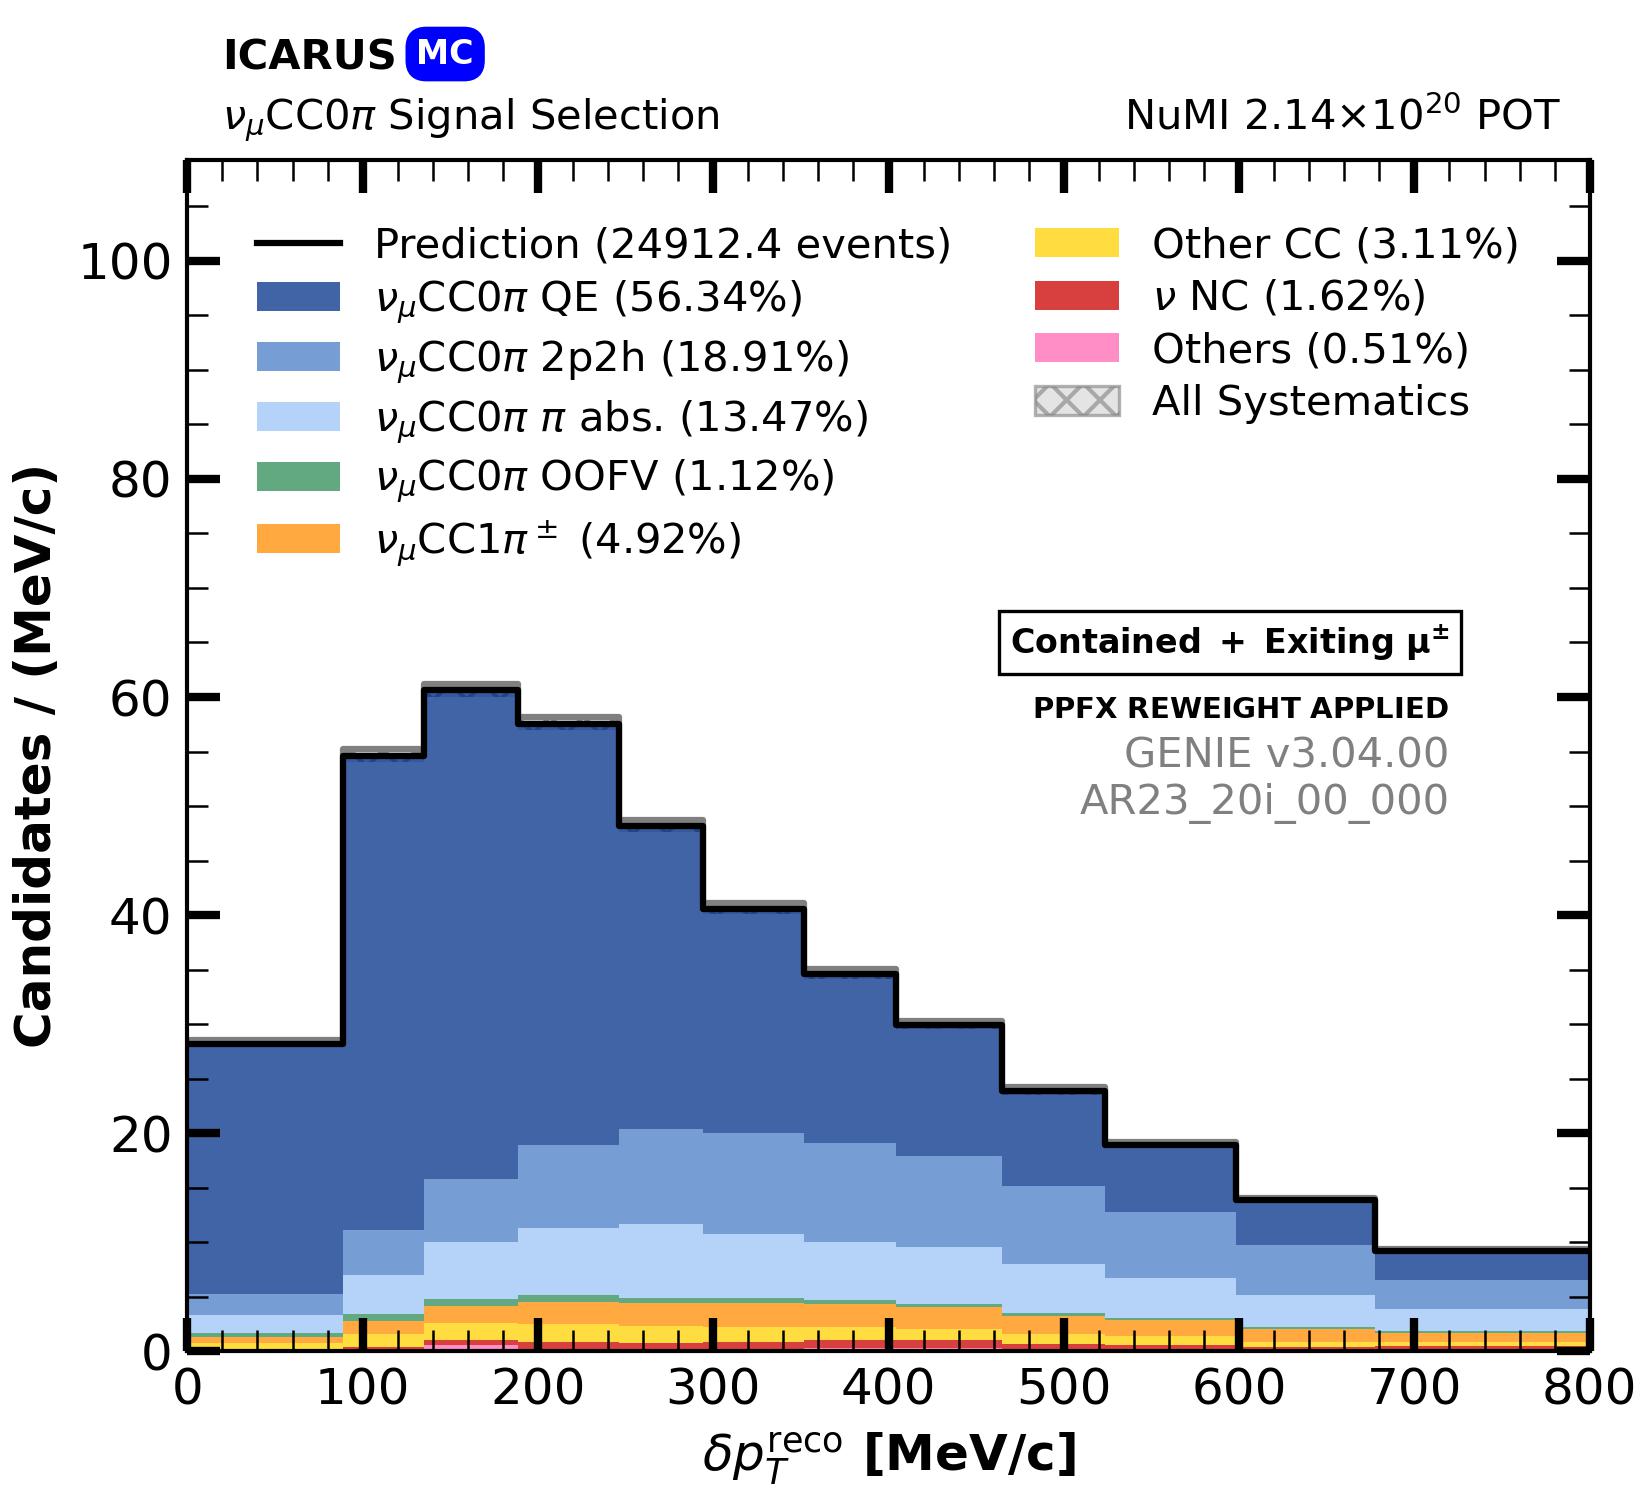 ICARUS MC
νμCC0π Signal Selection
NuMI 2.14×10²⁰ POT
Prediction (24912.4 events)
νμCC0π QE (56.34%)
νμCC0π 2p2h (18.91%)
νμCC0π π abs. (13.47%)
νμCC0π OOFV (1.12%)
νμCC1π± (4.92%)
Other CC (3.11%)
ν NC (1.62%)
Others (0.51%)
All Systematics
Contained + Exiting μ±
PPFX REWEIGHT APPLIED
GENIE v3.04.00
AR23_20i_00_000
Candidates / (MeV/c)
100
80
60
40
20
0
0 100 200 300 400 500 600 700 800
δp_T^reco [MeV/c]